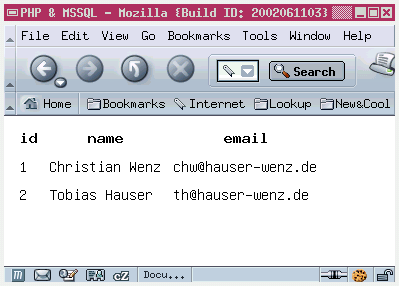 PHP & MSSQL - Mozilla {Build ID: 2002061103}
File Edit View Go Bookmarks Tools Window Help
Search
Home Bookmarks Internet Lookup New&Cool
id name email
1 Christian Wenz chw@hauser-wenz.de
2 Tobias Hauser th@hauser-wenz.de
Docu...